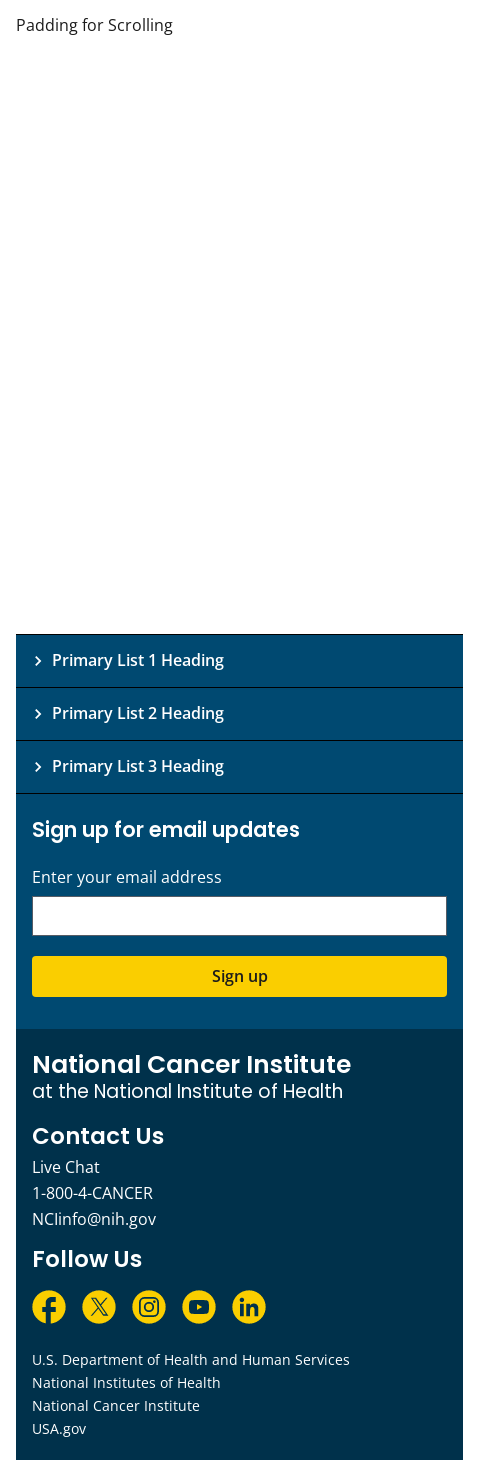 Padding for Scrolling
Primary List 1 Heading
Primary List 2 Heading
Primary List 3 Heading
Sign up for email updates
Enter your email address
Sign up
National Cancer Institute
at the National Institute of Health
Contact Us
Live Chat
1-800-4-CANCER
NCIinfo@nih.gov
Follow Us
U.S. Department of Health and Human Services
National Institutes of Health
National Cancer Institute
USA.gov